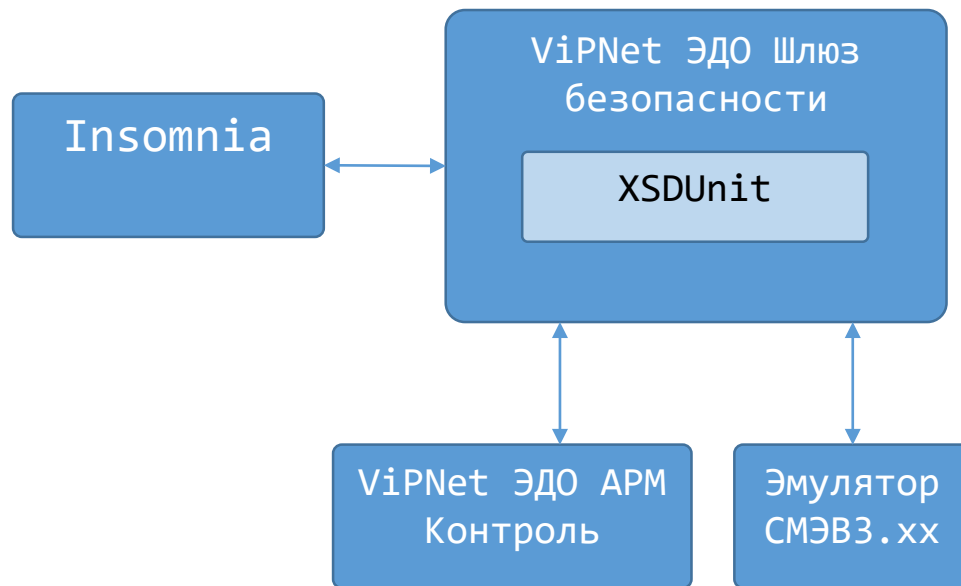 ViPNet ЭДО Шлюз
безопасности
Insomnia
XSDUnit
ViPNet ЭДО АРМ
Контроль
Эмулятор
СМЭВ3.xx